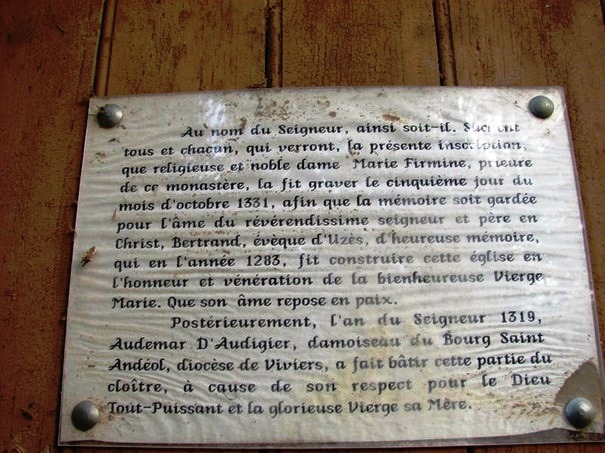 Au nom du Seigneur, ainsi soit-il. Sachent
tous et chacun, qui verront, la présente inscription,
que religieuse et noble dame Marie Firmine, prieure
de ce monastère, la fit graver le cinquième jour du
mois d'octobre 1331, afin que la mémoire soit gardée
pour l'âme du révérendissime seigneur et père en
Christ, Bertrand, évêque d'Uzès, d'heureuse mémoire,
qui en l'année 1283, fit construire cette église en
l'honneur et vénération de la bienheureuse Vierge
Marie. Que son âme repose en paix.
Postérieurement, l'an du Seigneur 1319,
Audemar D'Audigier, damoiseau du Bourg Saint
Andéol, diocèse de Viviers, a fait bâtir cette partie du
cloître, à cause de son respect pour le Dieu
Tout-Puissant et la glorieuse Vierge sa Mère.